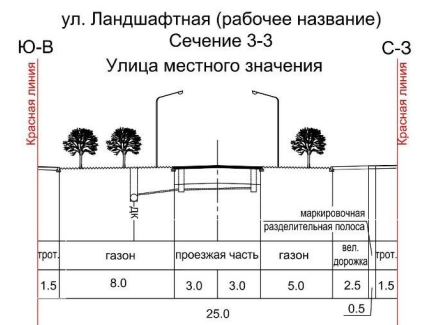 ул. Ландшафтная (рабочее название)
Сечение 3-3
Ю-В
С-З
Улица местного значения
Красная линия
Красная линия
ДК
маркировочная
разделительная полоса
трот.
газон
проезжая часть
газон
вел.
дорожка
трот.
1.5
8.0
3.0
3.0
5.0
2.5
1.5
0.5
25.0